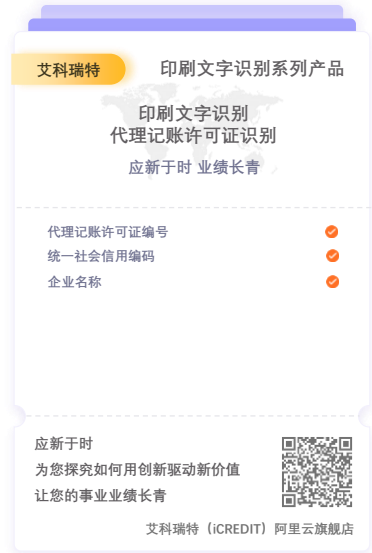 艾科瑞特
印刷文字识别系列产品
印刷文字识别
代理记账许可证识别
应新于时 业绩长青
代理记账许可证编号
统一社会信用编码
企业名称
应新于时
为您探究如何用创新驱动新价值
让您的事业业绩长青
艾科瑞特（iCREDIT）阿里云旗舰店